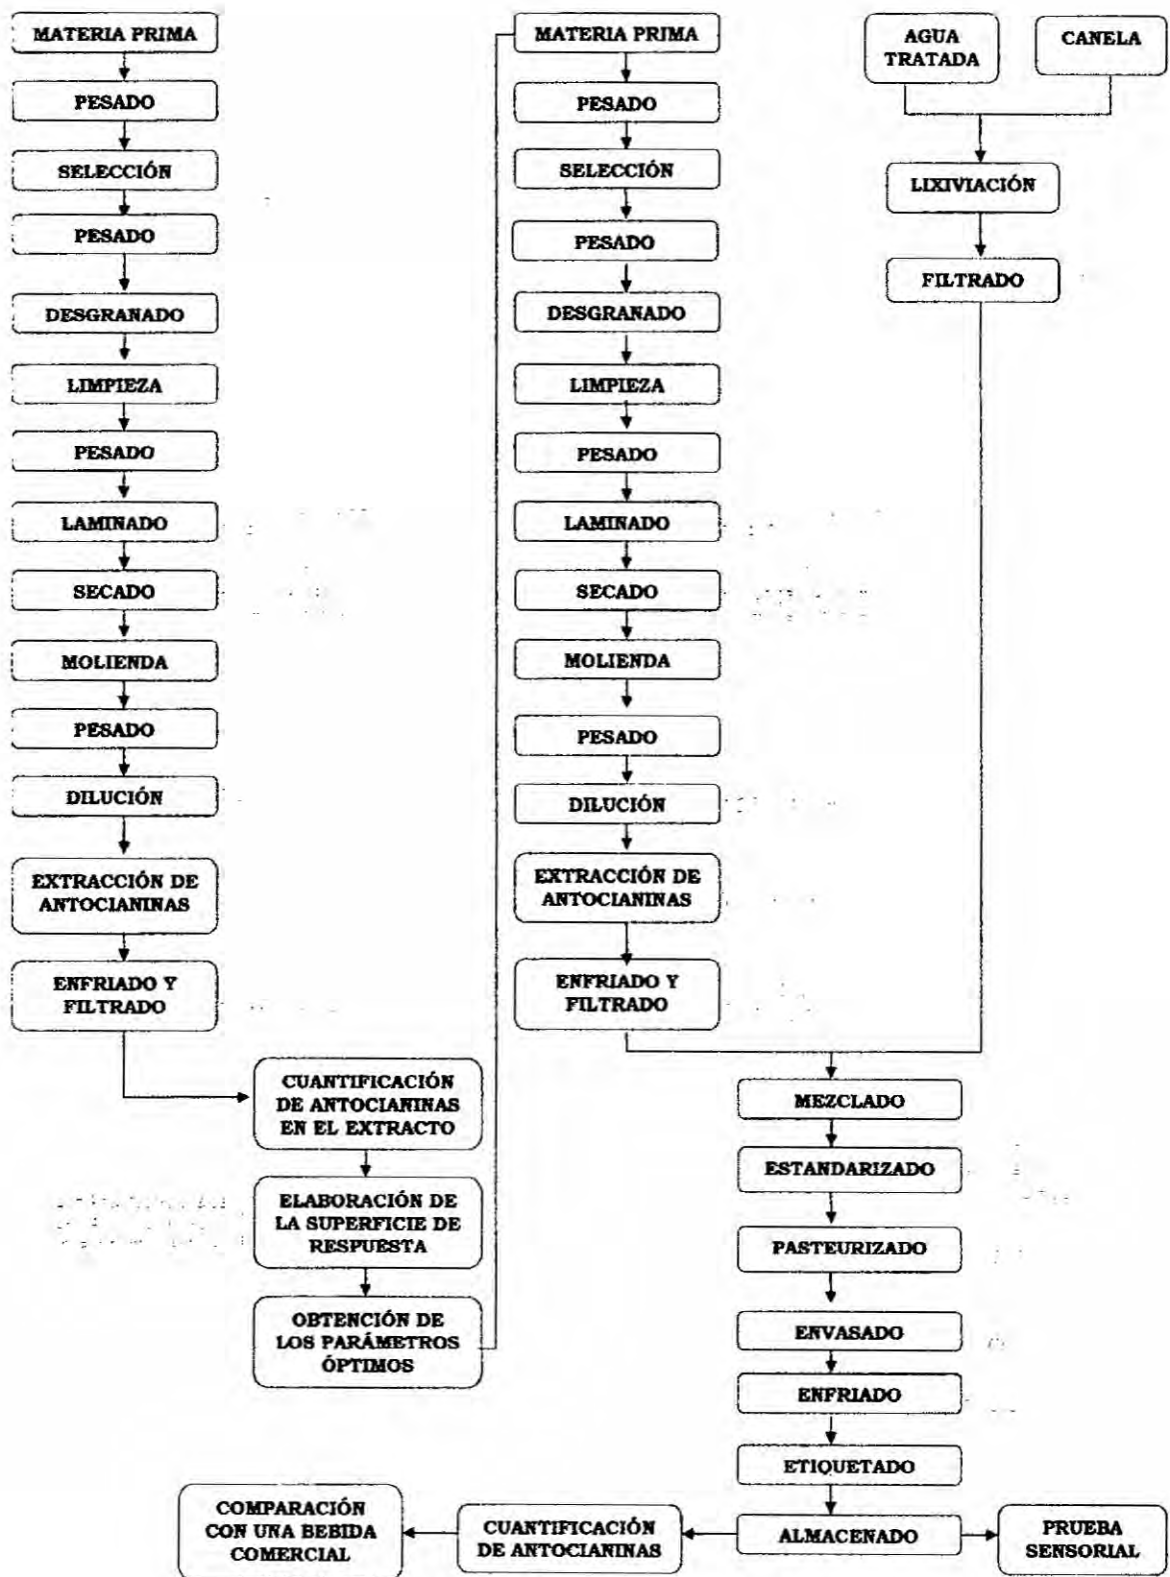 MATERIA PRIMA
PESADO
SELECCIÓN
PESADO
DESGRANADO
LIMPIEZA
PESADO
LAMINADO
SECADO
MOLIENDA
PESADO
DILUCIÓN
EXTRACCIÓN DE
ANTOCIANINAS
ENFRIADO Y
FILTRADO
CUANTIFICACIÓN
DE ANTOCIANINAS
EN EL EXTRACTO
ELABORACIÓN DE
LA SUPERFICIE DE
RESPUESTA
OBTENCIÓN DE
LOS PARÁMETROS
ÓPTIMOS
MATERIA PRIMA
PESADO
SELECCIÓN
PESADO
DESGRANADO
LIMPIEZA
PESADO
LAMINADO
SECADO
MOLIENDA
PESADO
DILUCIÓN
EXTRACCIÓN DE
ANTOCIANINAS
ENFRIADO Y
FILTRADO
AGUA
TRATADA
CANELA
LIXIVIACIÓN
FILTRADO
MEZCLADO
ESTANDARIZADO
PASTEURIZADO
ENVASADO
ENFRIADO
ETIQUETADO
ALMACENADO
CUANTIFICACIÓN
DE ANTOCIANINAS
COMPARACIÓN
CON UNA BEBIDA
COMERCIAL
PRUEBA
SENSORIAL